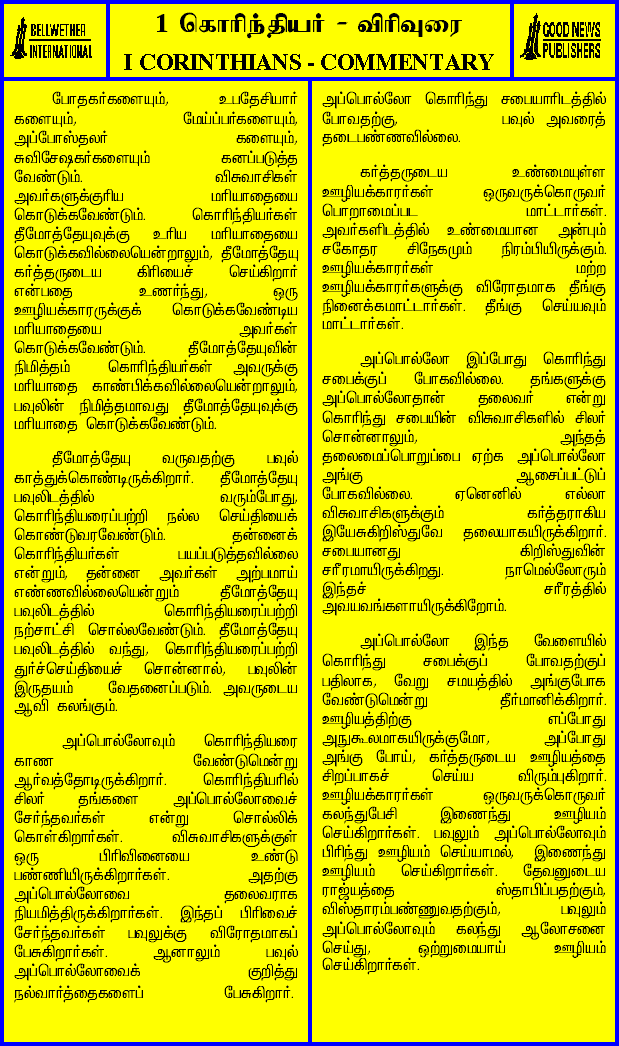 BELLWETHER
INTERNATIONAL
1 கொரிந்தியர் - விரிவுரை
I CORINTHIANS - COMMENTARY
GOOD NEWS
PUBLISHERS
போதகர்களையும், உபதேசியார்
களையும், மேய்ப்பர்களையும்,
அப்போஸ்தலர் களையும்,
சுவிசேஷகர்களையும் கனப்படுத்த
வேண்டும். விசுவாசிகள்
அவர்களுக்குரிய மரியாதையை
கொடுக்கவேண்டும். கொரிந்தியர்கள்
தீமோத்தேயுவுக்கு உரிய மரியாதையை
கொடுக்கவில்லையென்றாலும், தீமோத்தேயு
கர்த்தருடைய கிரியைச் செய்கிறார்
என்பதை உணர்ந்து, ஒரு
ஊழியக்காரருக்குக் கொடுக்கவேண்டிய
மரியாதையை அவர்கள்
கொடுக்கவேண்டும். தீமோத்தேயுவின்
நிமித்தம் கொரிந்தியர்கள் அவருக்கு
மரியாதை காண்பிக்கவில்லையென்றாலும்,
பவுலின் நிமித்தமாவது தீமோத்தேயுவுக்கு
மரியாதை கொடுக்கவேண்டும்.
தீமோத்தேயு வருவதற்கு பவுல்
காத்துக்கொண்டிருக்கிறார். தீமோத்தேயு
பவுலிடத்தில் வரும்போது,
கொரிந்தியரைப்பற்றி நல்ல செய்தியைக்
கொண்டுவரவேண்டும். தன்னைக்
கொரிந்தியர்கள் பயப்படுத்தவில்லை
என்றும், தன்னை அவர்கள் அற்பமாய்
எண்ணவில்லையென்றும் தீமோத்தேயு
பவுலிடத்தில் கொரிந்தியரைப்பற்றி
நற்சாட்சி சொல்லவேண்டும். தீமோத்தேயு
பவுலிடத்தில் வந்து, கொரிந்தியரைப்பற்றி
துர்ச்செய்தியைச் சொன்னால், பவுலின்
இருதயம் வேதனைப்படும். அவருடைய
ஆவி கலங்கும்.
அப்பொல்லோவும் கொரிந்தியரை
காண வேண்டுமென்று
ஆர்வத்தோடிருக்கிறார். கொரிந்தியரில்
சிலர் தங்களை அப்பொல்லோவைச்
சேர்ந்தவர்கள் என்று சொல்லிக்
கொள்கிறார்கள். விசுவாசிகளுக்குள்
ஒரு பிரிவினையை உண்டு
பண்ணியிருக்கிறார்கள். அதற்கு
அப்பொல்லோவை தலைவராக
நியமித்திருக்கிறார்கள். இந்தப் பிரிவைச்
சேர்ந்தவர்கள் பவுலுக்கு விரோதமாகப்
பேசுகிறார்கள். ஆனாலும் பவுல்
அப்பொல்லோவைக் குறித்து
நல்வார்த்தைகளைப் பேசுகிறார்.
அப்பொல்லோ கொரிந்து சபையாரிடத்தில்
போவதற்கு, பவுல் அவரைத்
தடைபண்ணவில்லை.
கர்த்தருடைய உண்மையுள்ள
ஊழியக்காரர்கள் ஒருவருக்கொருவர்
பொறாமைப்பட மாட்டார்கள்.
அவர்களிடத்தில் உண்மையான அன்பும்
சகோதர சிநேகமும் நிரம்பியிருக்கும்.
ஊழியக்காரர்கள் மற்ற
ஊழியக்காரர்களுக்கு விரோதமாக தீங்கு
நினைக்கமாட்டார்கள். தீங்கு செய்யவும்
மாட்டார்கள்.
அப்பொல்லோ இப்போது கொரிந்து
சபைக்குப் போகவில்லை. தங்களுக்கு
அப்பொல்லோதான் தலைவர் என்று
கொரிந்து சபையின் விசுவாசிகளில் சிலர்
சொன்னாலும், அந்தத்
தலைமைப்பொறுப்பை ஏற்க அப்பொல்லோ
அங்கு ஆசைப்பட்டுப்
போகவில்லை. ஏனெனில் எல்லா
விசுவாசிகளுக்கும் கர்த்தராகிய
இயேசுகிறிஸ்துவே தலையாகயிருக்கிறார்.
சபையானது கிறிஸ்துவின்
சரீரமாயிருக்கிறது. நாமெல்லோரும்
இந்தச் சரீரத்தில்
அவயவங்களாயிருக்கிறோம்.
அப்பொல்லோ இந்த வேளையில்
கொரிந்து சபைக்குப் போவதற்குப்
பதிலாக, வேறு சமயத்தில் அங்குபோக
வேண்டுமென்று தீர்மானிக்கிறார்.
ஊழியத்திற்கு எப்போது
அநுகூலமாகயிருக்குமோ, அப்போது
அங்கு போய், கர்த்தருடைய ஊழியத்தை
சிறப்பாகச் செய்ய விரும்புகிறார்.
ஊழியக்காரர்கள் ஒருவருக்கொருவர்
கலந்துபேசி இணைந்து ஊழியம்
செய்கிறார்கள். பவுலும் அப்பொல்லோவும்
பிரிந்து ஊழியம் செய்யாமல், இணைந்து
ஊழியம் செய்கிறார்கள். தேவனுடைய
ராஜ்யத்தை ஸ்தாபிப்பதற்கும்,
விஸ்தாரம்பண்ணுவதற்கும், பவுலும்
அப்பொல்லோவும் கலந்து ஆலோசனை
செய்து, ஒற்றுமையாய் ஊழியம்
செய்கிறார்கள்.